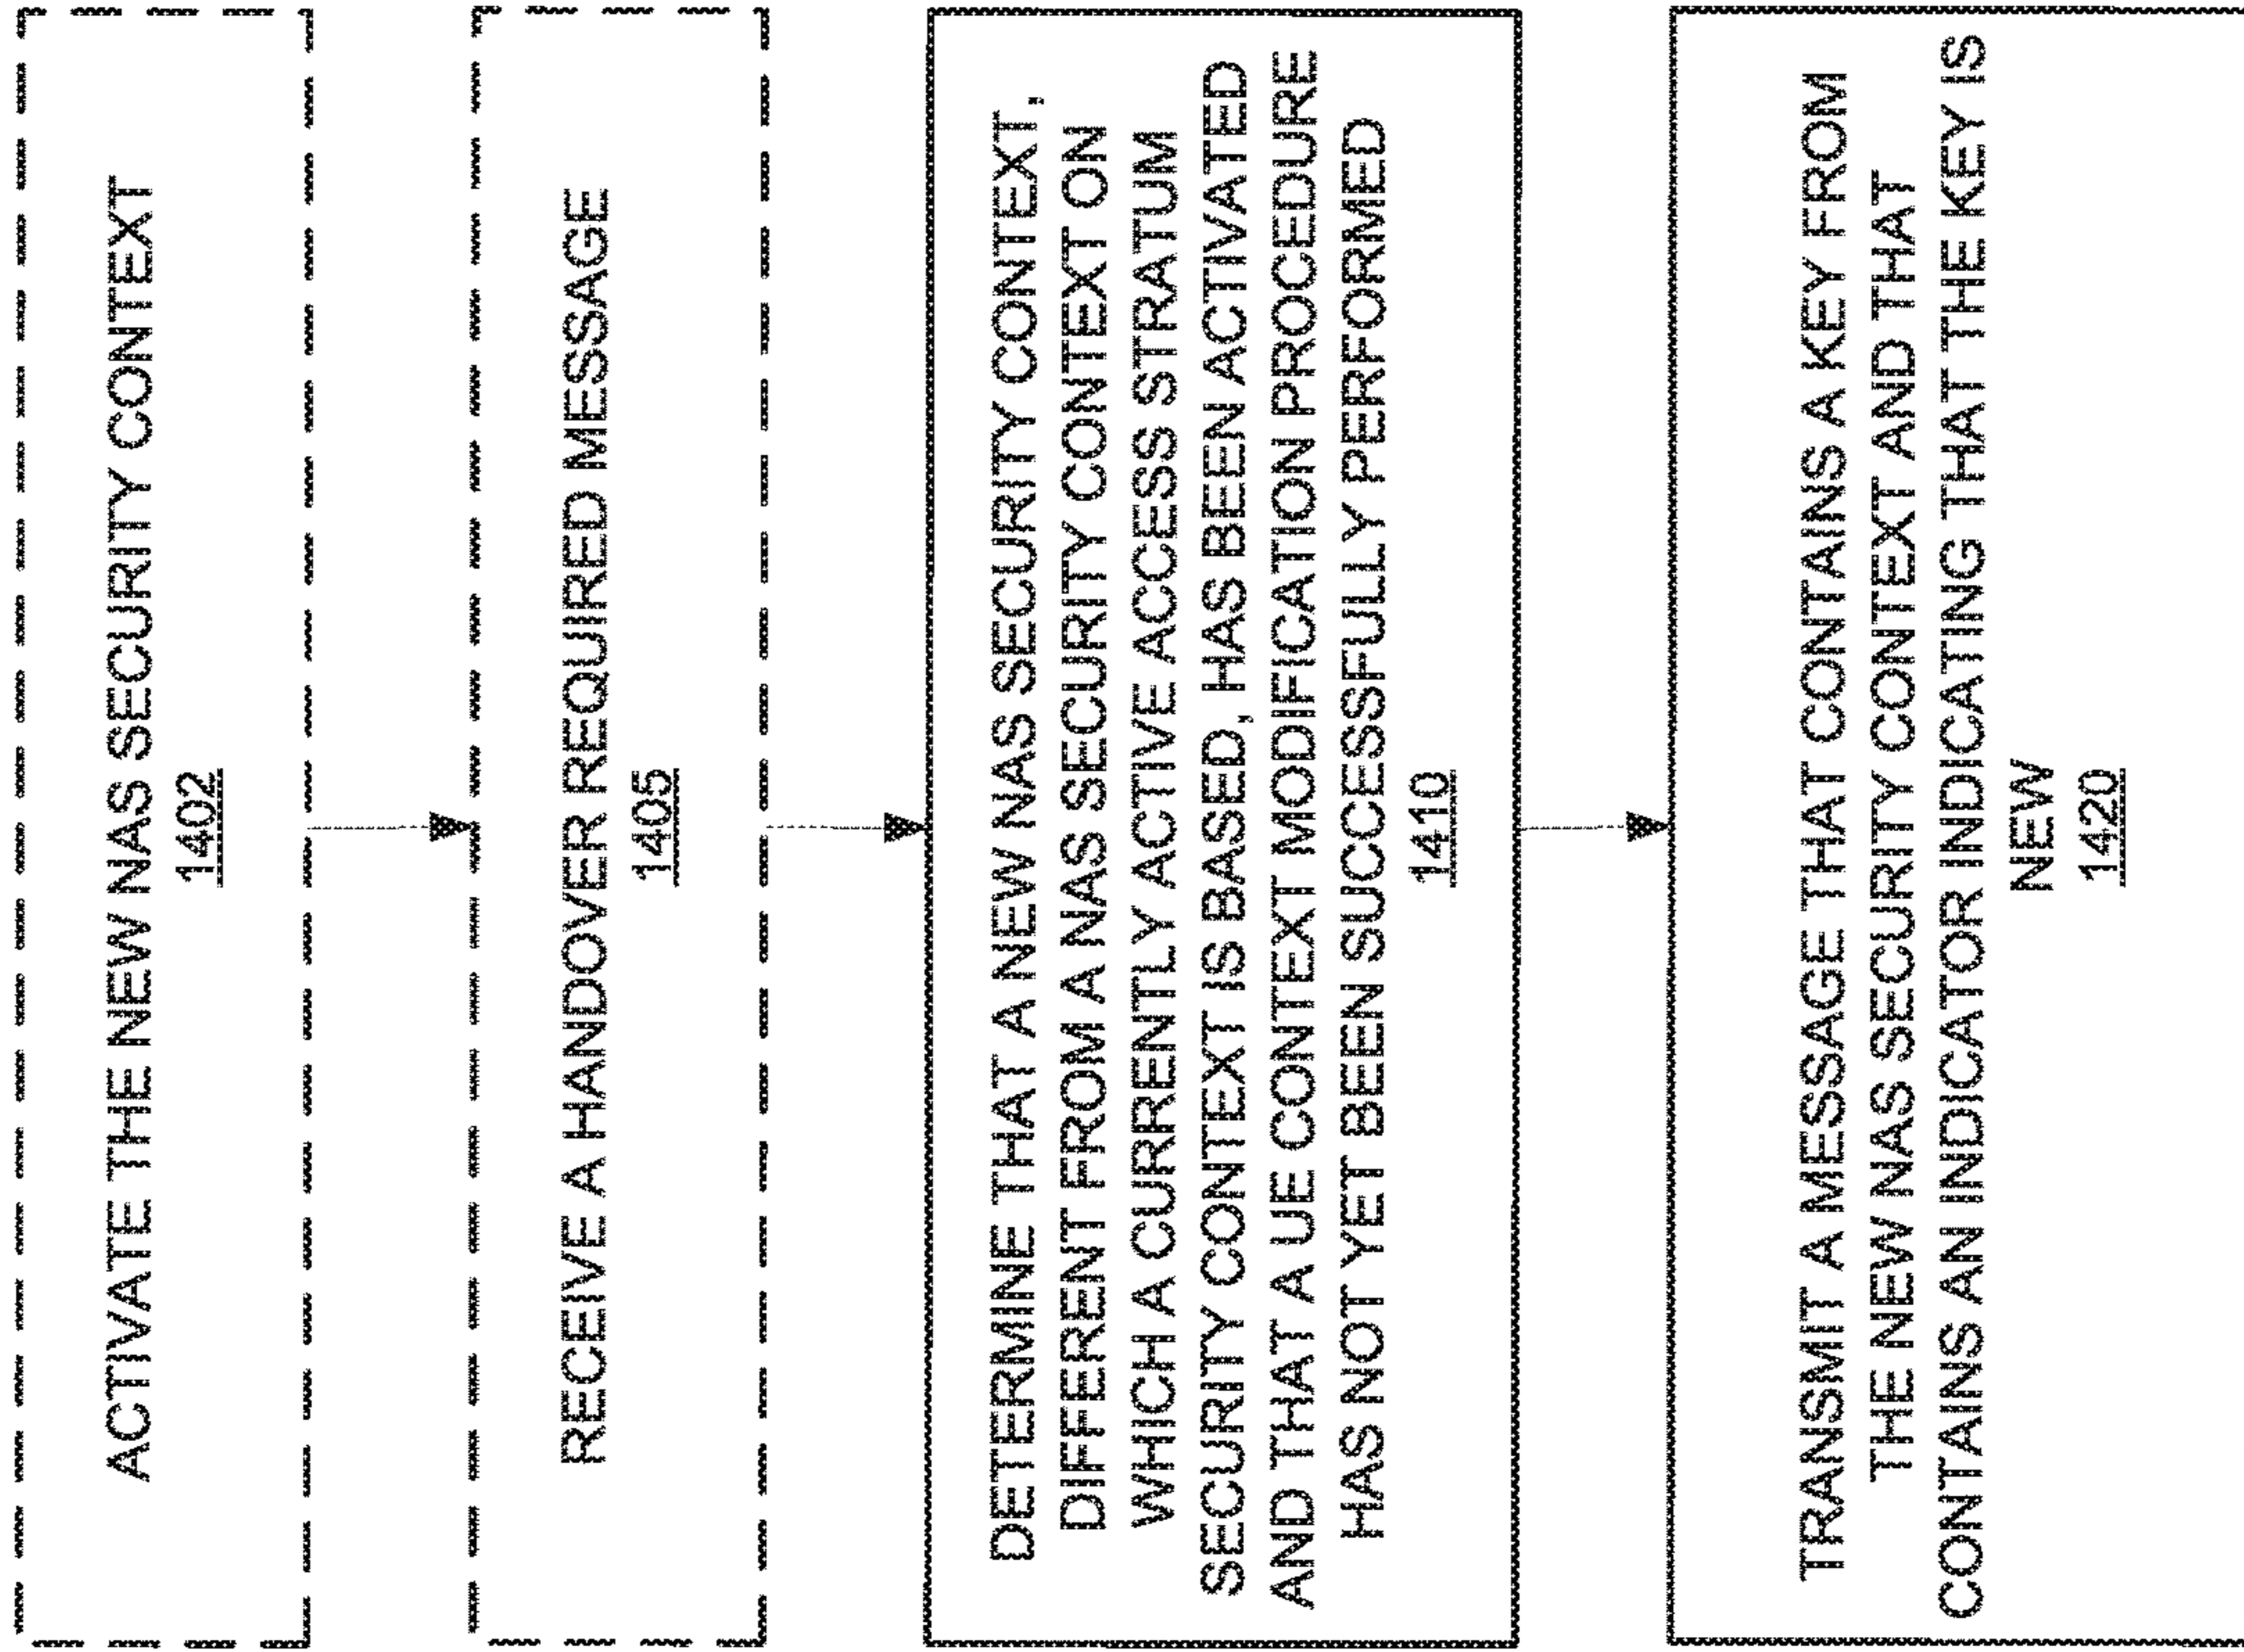 ACTIVATE THE NEW NAS SECURITY CONTEXT
1402
RECEIVE A HANDOVER REQUIRED MESSAGE
1405
DETERMINE THAT A NEW NAS SECURITY CONTEXT,
DIFFERENT FROM A NAS SECURITY CONTEXT ON
WHICH A CURRENTLY ACTIVE ACCESS STRATUM
SECURITY CONTEXT IS BASED, HAS BEEN ACTIVATED
AND THAT A UE CONTEXT MODIFICATION PROCEDURE
HAS NOT YET BEEN SUCCESSFULLY PERFORMED
1410
TRANSMIT A MESSAGE THAT CONTAINS A KEY FROM
THE NEW NAS SECURITY CONTEXT AND THAT
CONTAINS AN INDICATOR INDICATING THAT THE KEY IS
NEW
1420